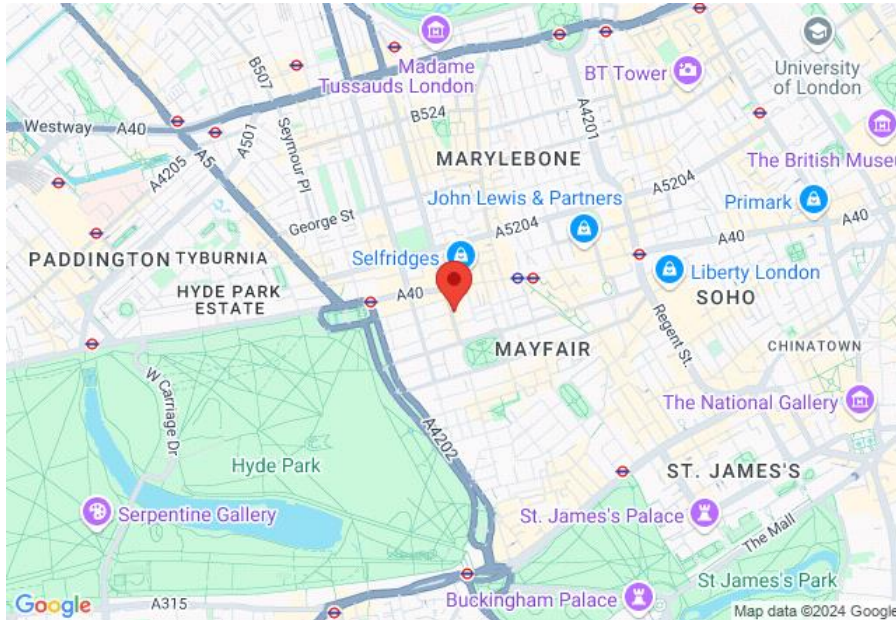 Madame
Tussauds London
BT Tower
University
of London
B507
A4201
Westway
A40
A501
B524
A4205
A5
Seymour Pl
MARYLEBONE
The British Muse
A5204
John Lewis & Partners
Primark
George St
A5204
A40
A40
PADDINGTON
TYBURNIA
Selfridges
Liberty London
HYDE PARK
ESTATE
A40
SOHO
Regent St.
MAYFAIR
CHINATOWN
W Carriage Dr
The National Gallery
A4202
Hyde Park
ST. JAMES'S
Serpentine Gallery
St. James's Palace
The Mall
St James's Park
Buckingham Palace
Google
A315
Map data ©2024 Google